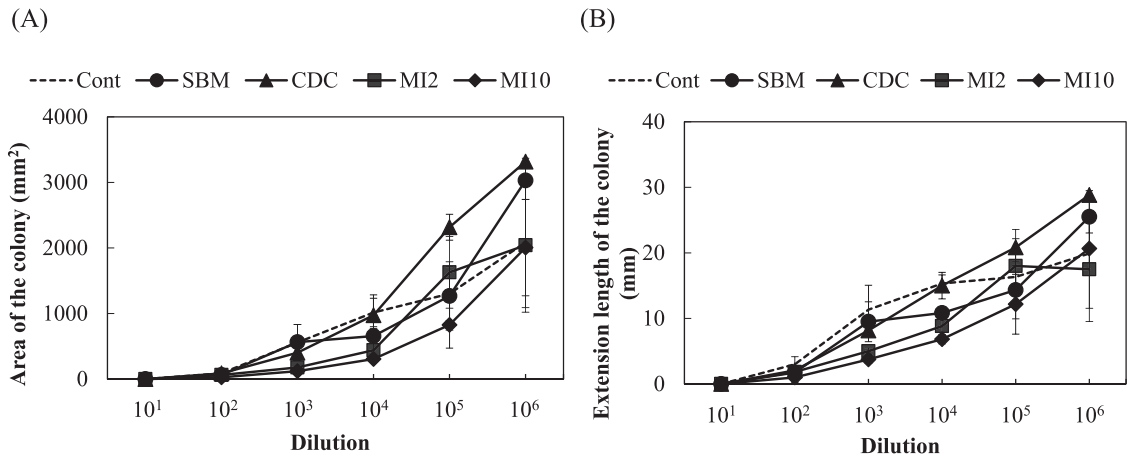 (A)
Cont SBM CDC MI2 MI10
Area of the colony (mm²)
4000
3000
2000
1000
0
10¹ 10² 10³ 10⁴ 10⁵ 10⁶
Dilution
(B)
Cont SBM CDC MI2 MI10
Extension length of the colony
(mm)
40
30
20
10
0
10¹ 10² 10³ 10⁴ 10⁵ 10⁶
Dilution